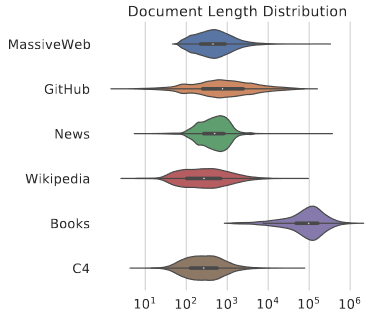 Document Length Distribution
MassiveWeb
GitHub
News
Wikipedia
Books
C4
10¹ 10² 10³ 10⁴ 10⁵ 10⁶